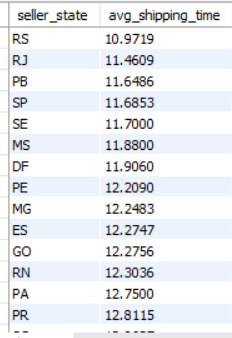 seller_state avg_shipping_time
RS 10.9719
RJ 11.4609
PB 11.6486
SP 11.6853
SE 11.7000
MS 11.8800
DF 11.9060
PE 12.2090
MG 12.2483
ES 12.2747
GO 12.2756
RN 12.3036
PA 12.7500
PR 12.8115